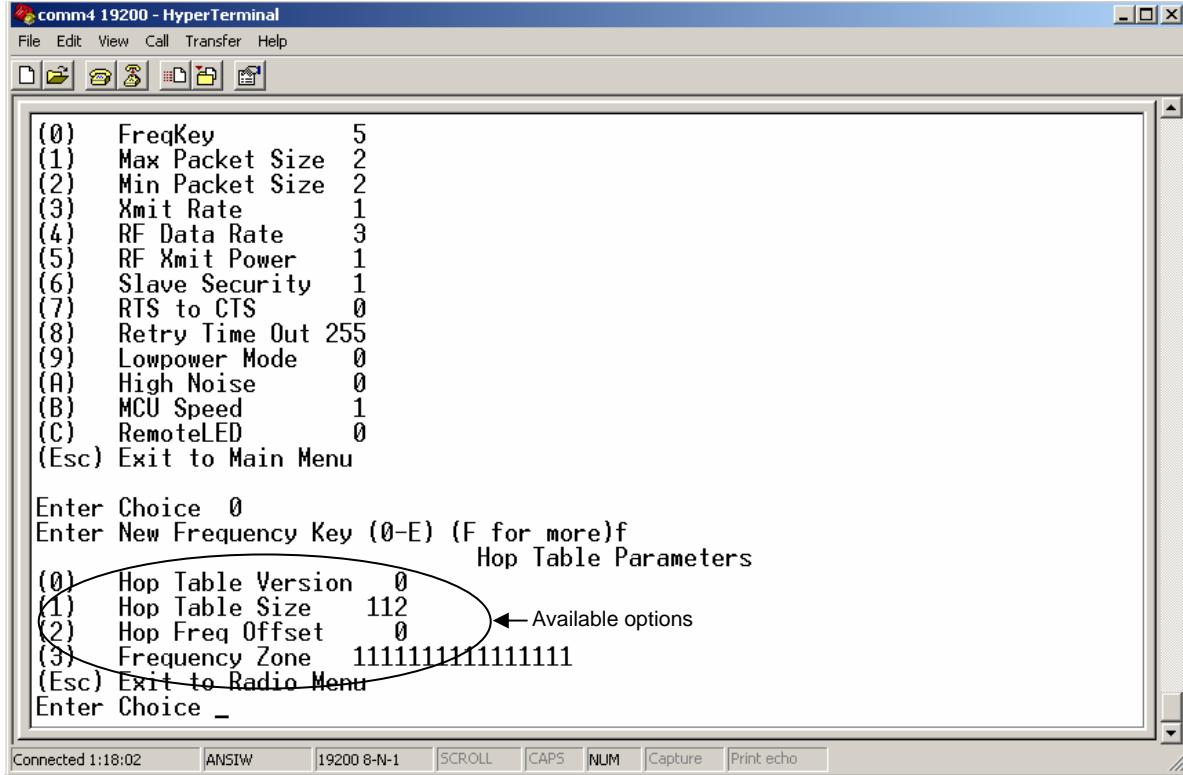 comm4 19200 - HyperTerminal
File Edit View Call Transfer Help
(0) FreqKey 5
(1) Max Packet Size 2
(2) Min Packet Size 2
(3) Xmit Rate 1
(4) RF Data Rate 3
(5) RF Xmit Power 1
(6) Slave Security 1
(7) RTS to CTS 0
(8) Retry Time Out 255
(9) Lowpower Mode 0
(A) High Noise 0
(B) MCU Speed 1
(C) RemoteLED 0
(Esc) Exit to Main Menu
Enter Choice 0
Enter New Frequency Key (0-E) (F for more)f
Hop Table Parameters
(0) Hop Table Version 0
(1) Hop Table Size 112
(2) Hop Freq Offset 0
(3) Frequency Zone 1111111111111111
(Esc) Exit to Radio Menu
Enter Choice _
Available options
Connected 1:18:02 ANSIW 19200 8-N-1 SCROLL CAPS NUM Capture Print echo